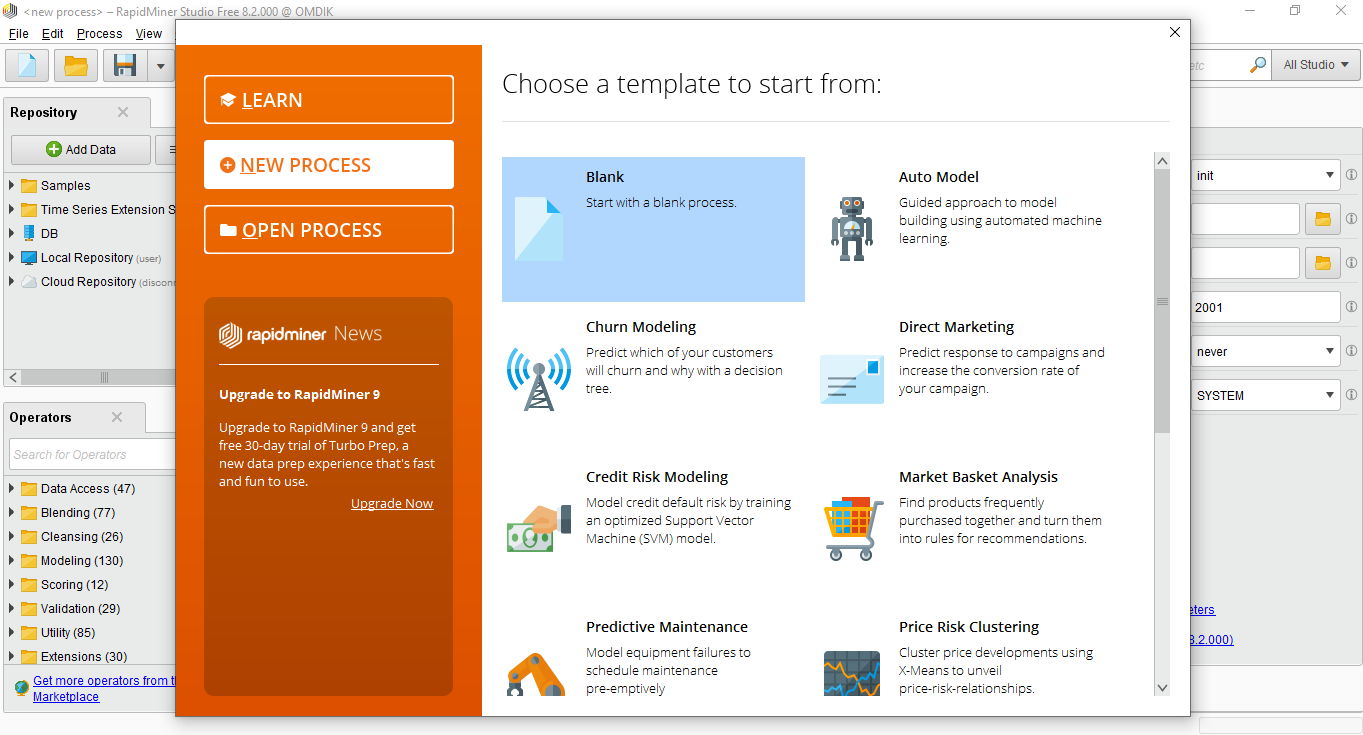 <new process> – RapidMiner Studio Free 8.2.000 @ OMDIK
File Edit Process View
etc
All Studio
Repository
Add Data
Samples
Time Series Extension S
DB
Local Repository (user)
Cloud Repository (disconn
Operators
Search for Operators
Data Access (47)
Blending (77)
Cleansing (26)
Modeling (130)
Scoring (12)
Validation (29)
Utility (85)
Extensions (30)
Get more operators from th
Marketplace
LEARN
NEW PROCESS
OPEN PROCESS
rapidminer News
Upgrade to RapidMiner 9
Upgrade to RapidMiner 9 and get
free 30-day trial of Turbo Prep, a
new data prep experience that's fast
and fun to use.
Upgrade Now
Choose a template to start from:
Blank
Start with a blank process.
Auto Model
Guided approach to model
building using automated machine
learning.
Churn Modeling
Predict which of your customers
will churn and why with a decision
tree.
Direct Marketing
Predict response to campaigns and
increase the conversion rate of
your campaign.
Credit Risk Modeling
Model credit default risk by training
an optimized Support Vector
Machine (SVM) model.
Market Basket Analysis
Find products frequently
purchased together and turn them
into rules for recommendations.
Predictive Maintenance
Model equipment failures to
schedule maintenance
pre-emptively
Price Risk Clustering
Cluster price developments using
X-Means to unveil
price-risk-relationships.
init
2001
never
SYSTEM
eters
8.2.000)